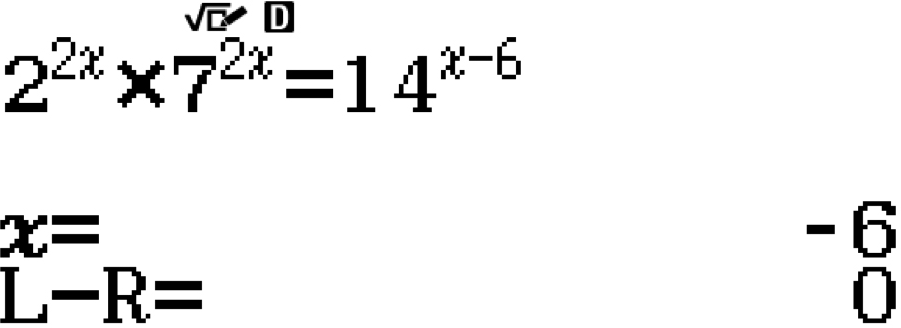 √□ D
2^{2x}×7^{2x}=14^{x-6}
x= -6
L-R= 0